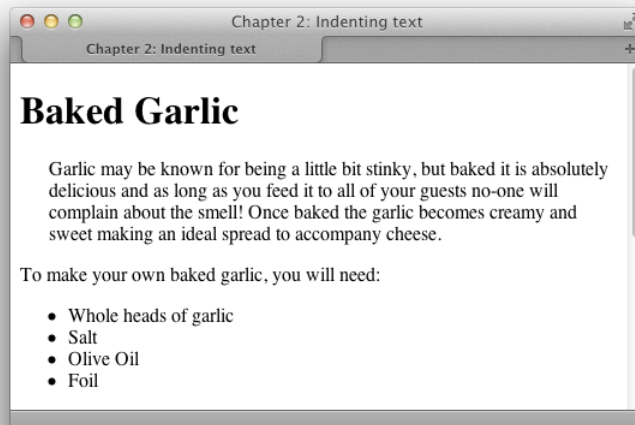 Chapter 2: Indenting text
Chapter 2: Indenting text
Baked Garlic
Garlic may be known for being a little bit stinky, but baked it is absolutely
delicious and as long as you feed it to all of your guests no-one will
complain about the smell! Once baked the garlic becomes creamy and
sweet making an ideal spread to accompany cheese.
To make your own baked garlic, you will need:
• Whole heads of garlic
• Salt
• Olive Oil
• Foil